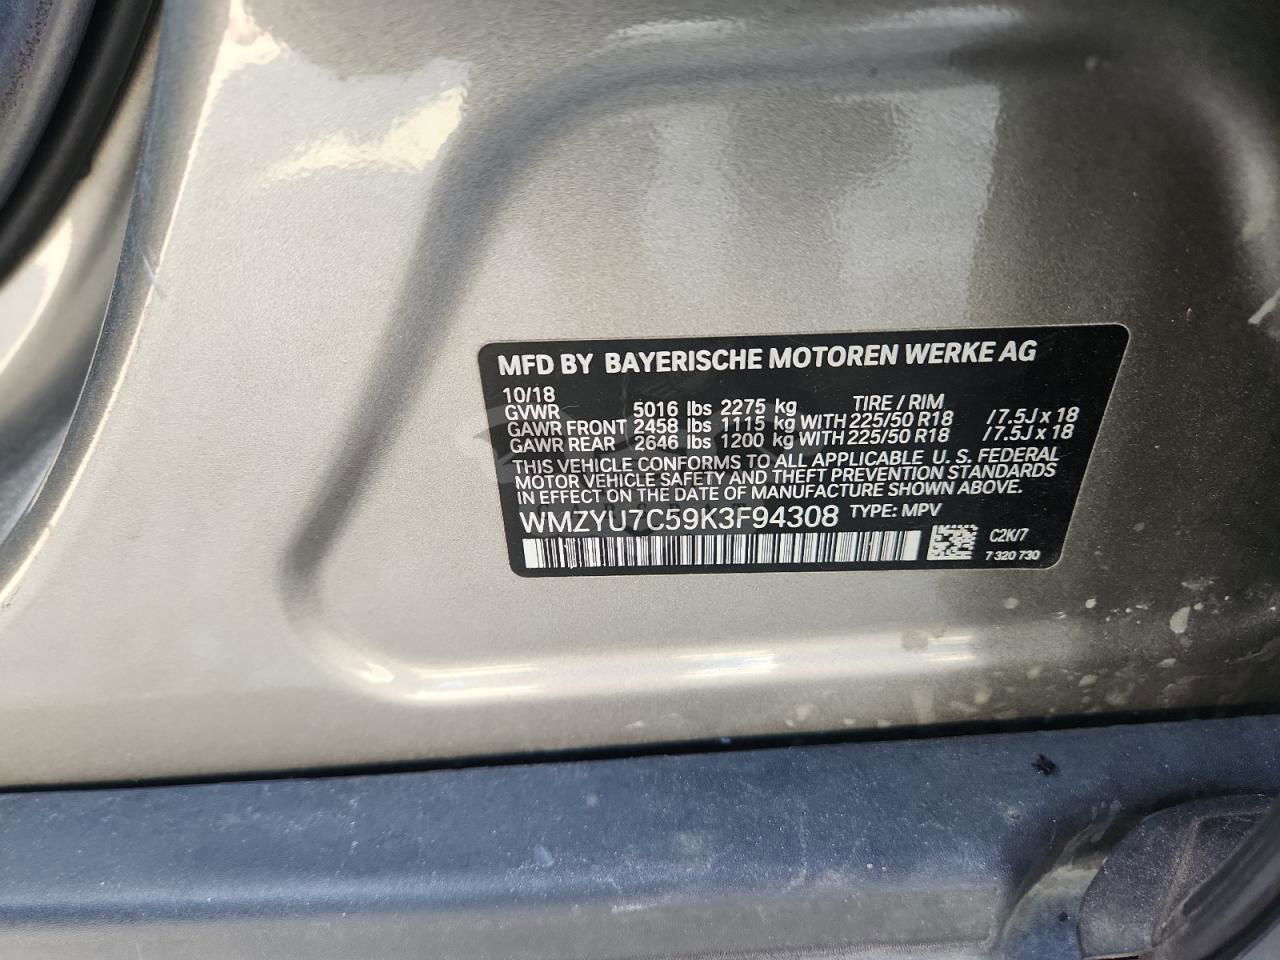 MFD BY BAYERISCHE MOTOREN WERKE AG
10/18
GVWR 5016 lbs 2275 kg TIRE / RIM
GAWR FRONT 2458 lbs 1115 kg WITH 225/50 R18 /7.5J x 18
GAWR REAR 2646 lbs 1200 kg WITH 225/50 R18 /7.5J x 18
THIS VEHICLE CONFORMS TO ALL APPLICABLE U. S. FEDERAL
MOTOR VEHICLE SAFETY AND THEFT PREVENTION STANDARDS
IN EFFECT ON THE DATE OF MANUFACTURE SHOWN ABOVE.
WMZYU7C59K3F94308 TYPE: MPV
C2K/7
7 320 730